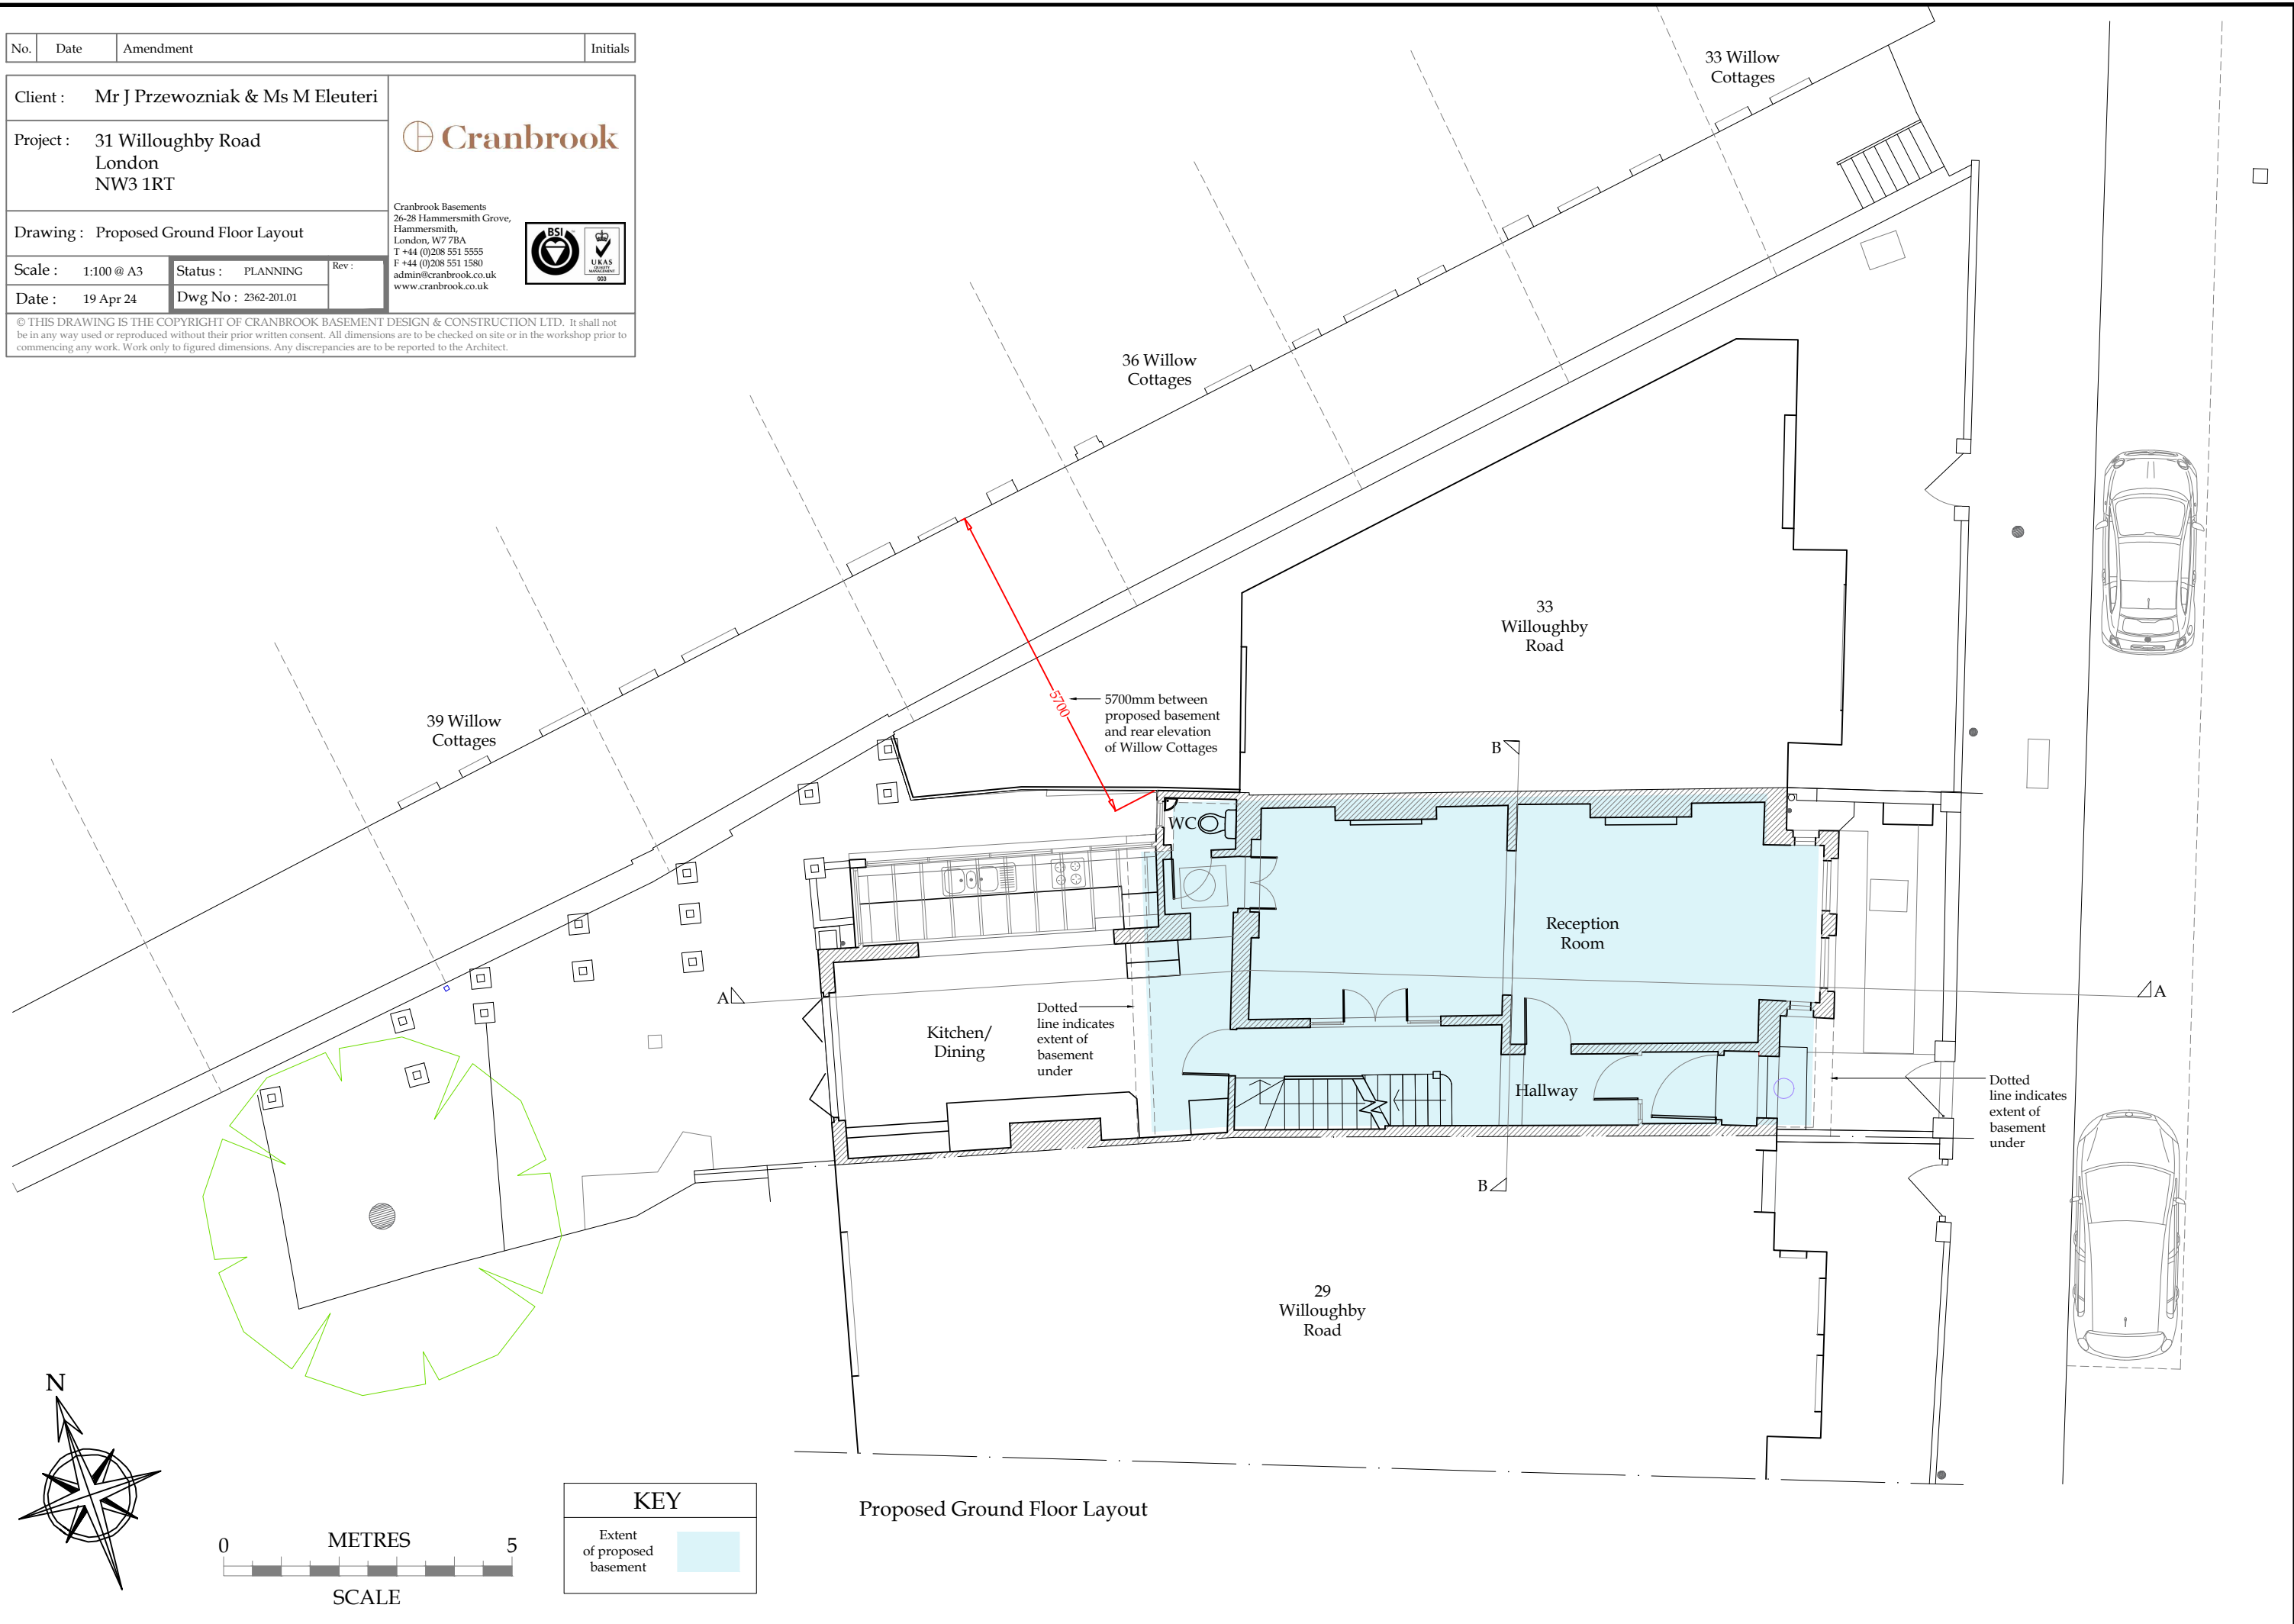 No. Date Amendment Initials
Client : Mr J Przewozniak & Ms M Eleuteri
Project : 31 Willoughby Road
London
NW3 1RT
Drawing : Proposed Ground Floor Layout
Scale : 1:100 @ A3
Status : PLANNING
Rev :
Date : 19 Apr 24
Dwg No : 2362-201.01
Cranbrook
Cranbrook Basements
26-28 Hammersmith Grove,
Hammersmith,
London, W7 7BA
T +44 (0)208 551 5555
F +44 (0)208 551 1580
admin@cranbrook.co.uk
www.cranbrook.co.uk
BSI
UKAS
QUALITY
MANAGEMENT
003
© THIS DRAWING IS THE COPYRIGHT OF CRANBROOK BASEMENT DESIGN & CONSTRUCTION LTD. It shall not
be in any way used or reproduced without their prior written consent. All dimensions are to be checked on site or in the workshop prior to
commencing any work. Work only to figured dimensions. Any discrepancies are to be reported to the Architect.
33 Willow
Cottages
36 Willow
Cottages
39 Willow
Cottages
33
Willoughby
Road
5700
5700mm between
proposed basement
and rear elevation
of Willow Cottages
B
WC
Reception
Room
A
A
Kitchen/
Dining
Dotted
line indicates
extent of
basement
under
Hallway
Dotted
line indicates
extent of
basement
under
B
29
Willoughby
Road
N
0 METRES 5
SCALE
KEY
Extent
of proposed
basement
Proposed Ground Floor Layout